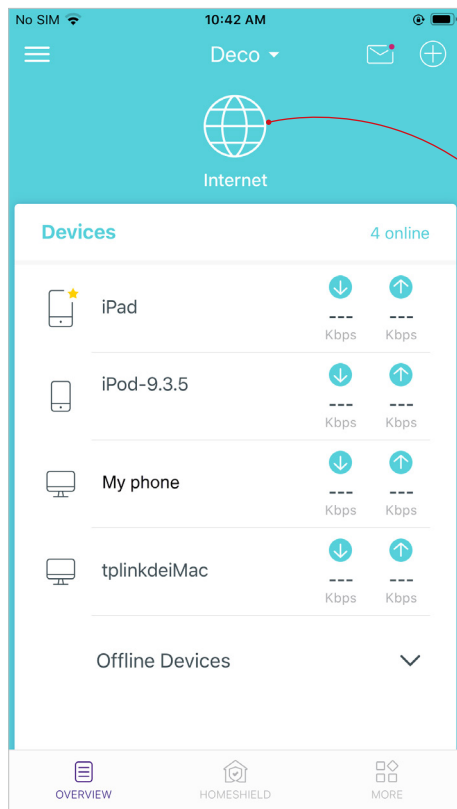 No SIM 10:42 AM
Deco
Internet
Devices 4 online
iPad
--- ---
Kbps Kbps
iPod-9.3.5
--- ---
Kbps Kbps
My phone
--- ---
Kbps Kbps
tplinkdeiMac
--- ---
Kbps Kbps
Offline Devices
OVERVIEW HOMESHIELD MORE